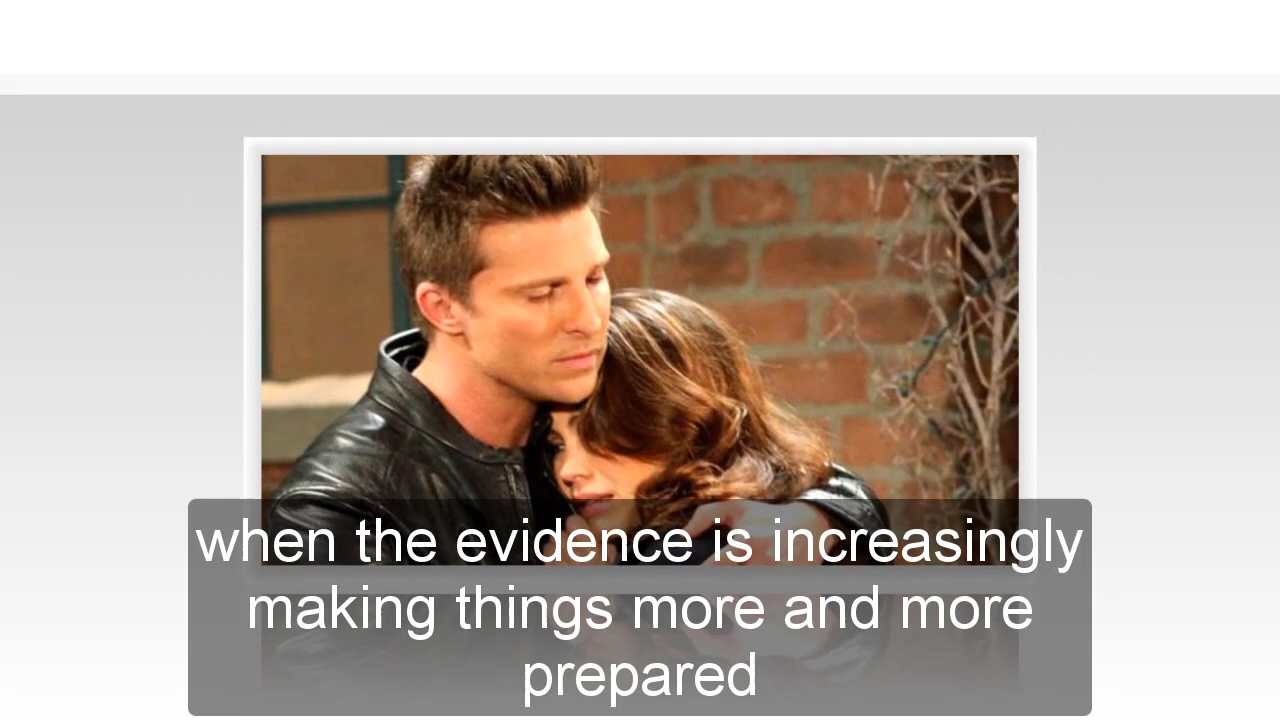 when the evidence is increasingly
making things more and more
prepared